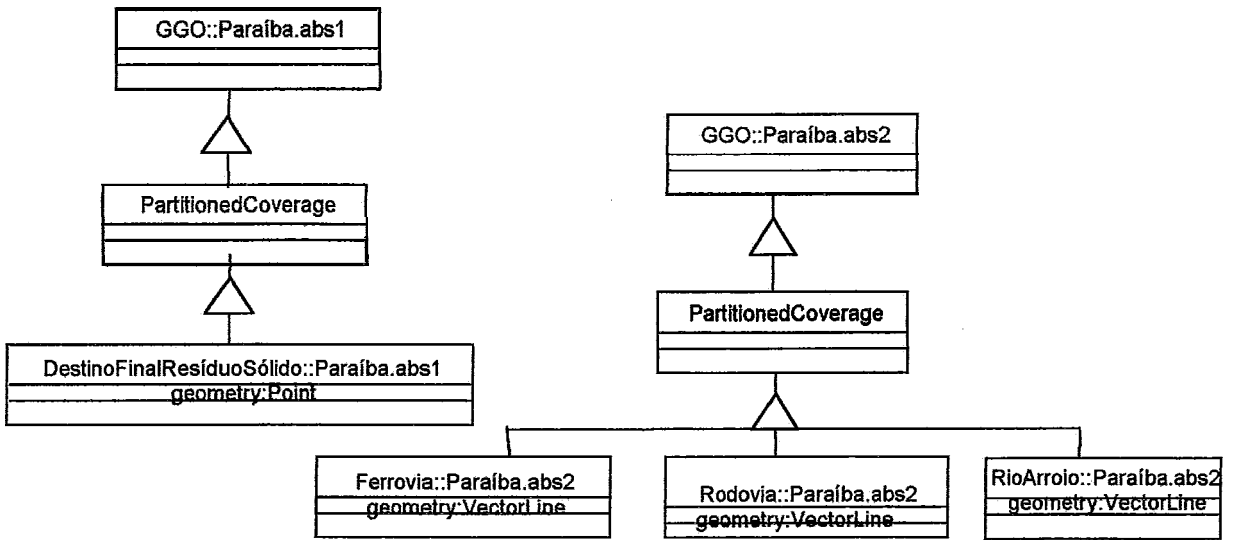 GGO::Paraíba.abs1
PartitionedCoverage
DestinoFinalResíduoSólido::Paraíba.abs1
geometry:Point
GGO::Paraíba.abs2
PartitionedCoverage
Ferrovia::Paraíba.abs2
geometry:VectorLine
Rodovia::Paraíba.abs2
geometry:VectorLine
RioArroio::Paraíba.abs2
geometry:VectorLine